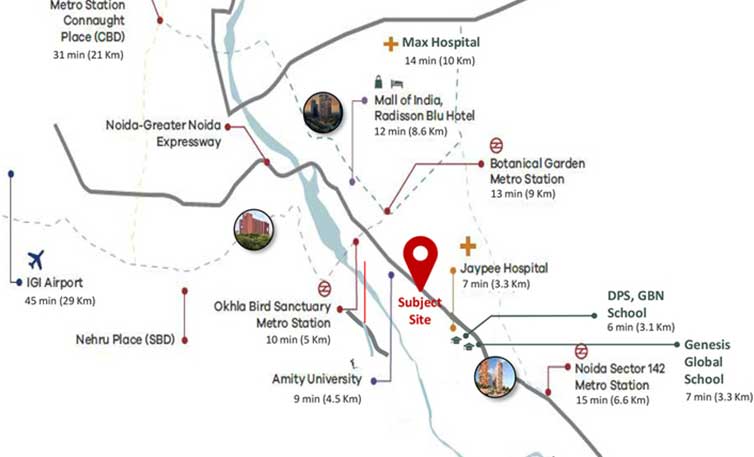 Metro Station
Connaught
Place (CBD)
31 min (21 Km)
Max Hospital
14 min (10 Km)
Mall of India,
Radisson Blu Hotel
12 min (8.6 Km)
Noida-Greater Noida
Expressway
Botanical Garden
Metro Station
13 min (9 Km)
IGI Airport
45 min (29 Km)
Jaypee Hospital
7 min (3.3 Km)
Subject
Site
Okhla Bird Sanctuary
Metro Station
10 min (5 Km)
DPS, GBN
School
6 min (3.1 Km)
Nehru Place (SBD)
Genesis
Global
School
7 min (3.3 Km)
Noida Sector 142
Metro Station
15 min (6.6 Km)
Amity University
9 min (4.5 Km)